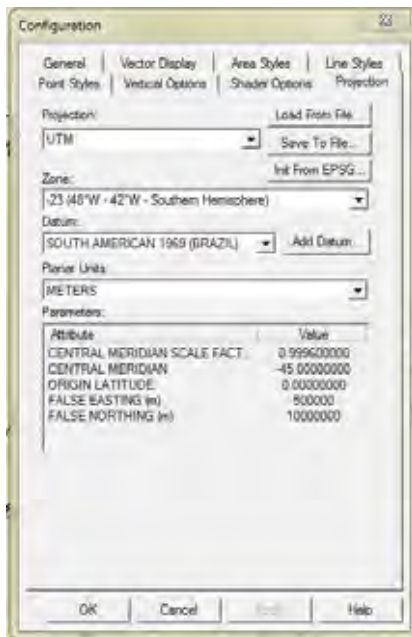 Configuration
General Vector Display Area Styles Line Styles
Point Styles Vertical Options Shader Options Projection
Projection:
Load From File...
UTM
Save To File...
Init From EPSG...
Zone:
-23 (48°W - 42°W - Southern Hemisphere)
Datum:
SOUTH AMERICAN 1969 (BRAZIL) Add Datum...
Planar Units:
METERS
Parameters:
Attribute Value
CENTRAL MERIDIAN SCALE FACT... 0.999600000
CENTRAL MERIDIAN -45.00000000
ORIGIN LATITUDE 0.00000000
FALSE EASTING (m) 500000
FALSE NORTHING (m) 10000000
OK Cancel Apply Help